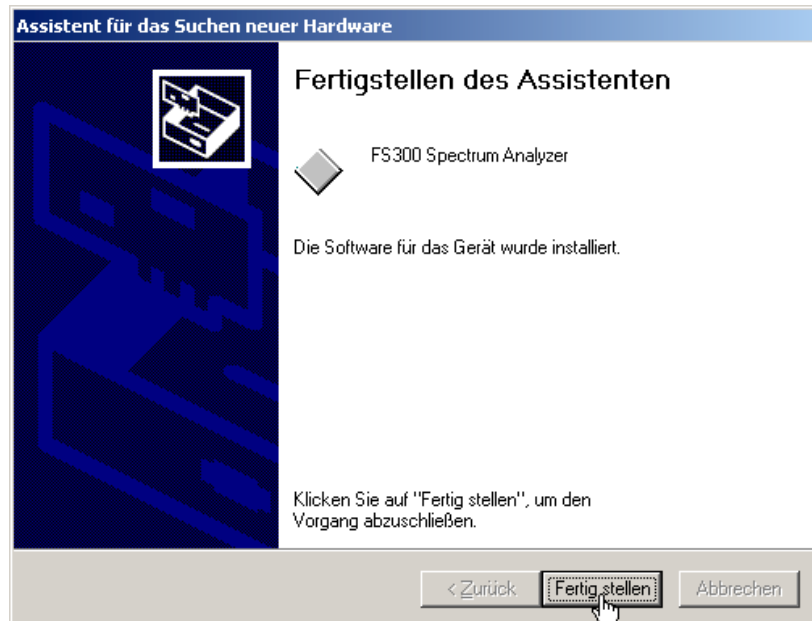 Assistent für das Suchen neuer Hardware
Fertigstellen des Assistenten
FS300 Spectrum Analyzer
Die Software für das Gerät wurde installiert.
Klicken Sie auf "Fertig stellen", um den
Vorgang abzuschließen.
< Zurück Fertig stellen Abbrechen